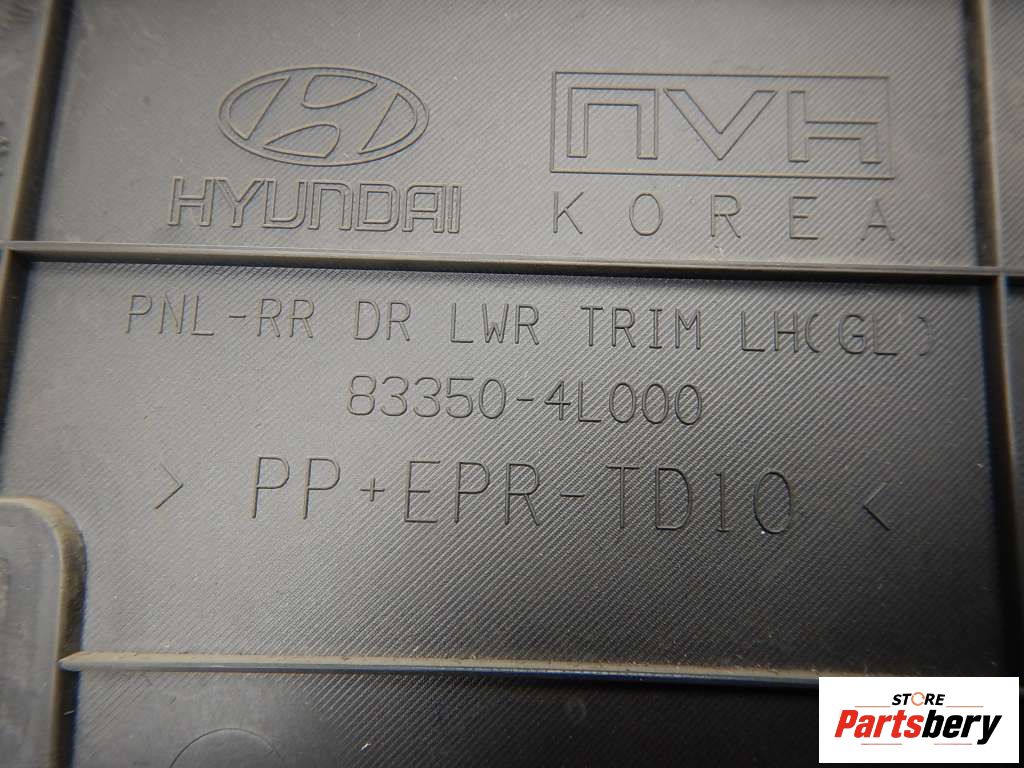 HYUNDAI
NVH
KOREA
PNL-RR DR LWR TRIM LH(GL)
83350-4L000
> PP+EPR-TD10 <
STORE
Partsbery